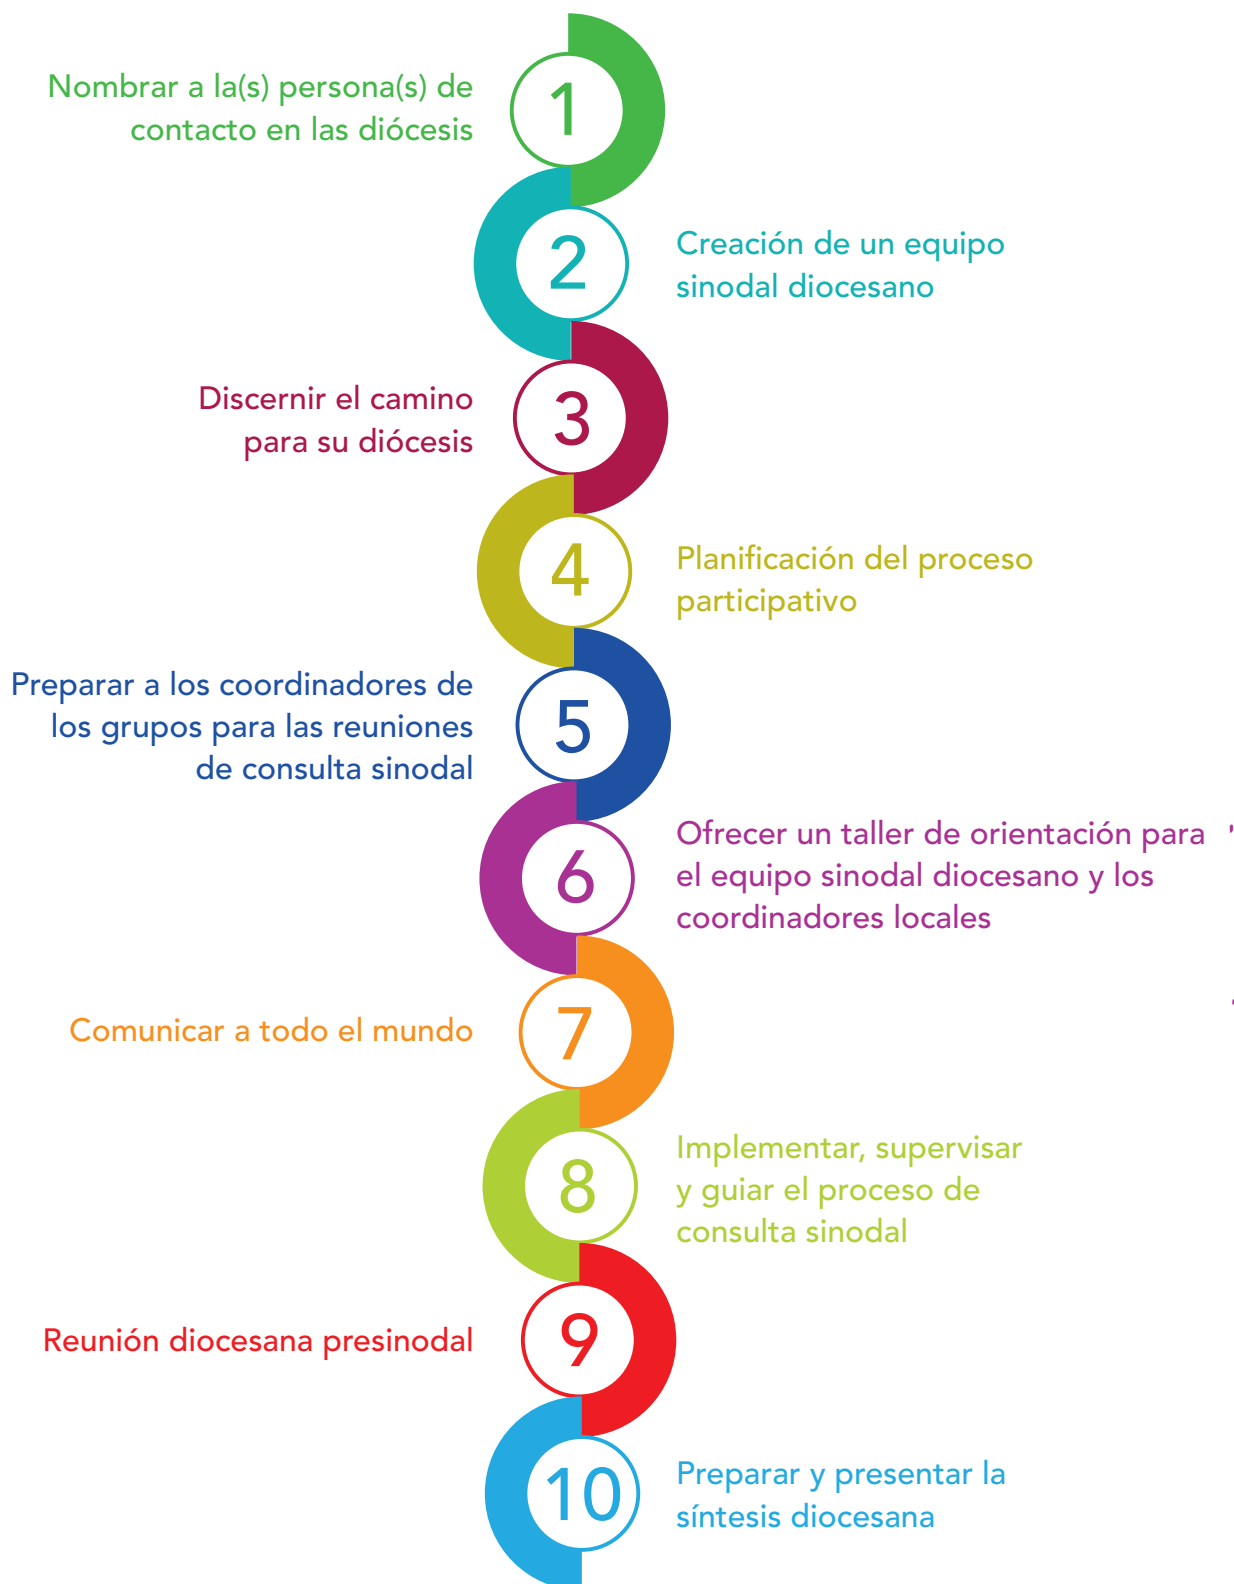 Nombrar a la(s) persona(s) de
contacto en las diócesis
1
2
Creación de un equipo
sinodal diocesano
Discernir el camino
para su diócesis
3
4
Planificación del proceso
participativo
Preparar a los coordinadores de
los grupos para las reuniones
de consulta sinodal
5
6
Ofrecer un taller de orientación para
el equipo sinodal diocesano y los
coordinadores locales
Comunicar a todo el mundo
7
8
Implementar, supervisar
y guiar el proceso de
consulta sinodal
Reunión diocesana presinodal
9
10
Preparar y presentar la
síntesis diocesana